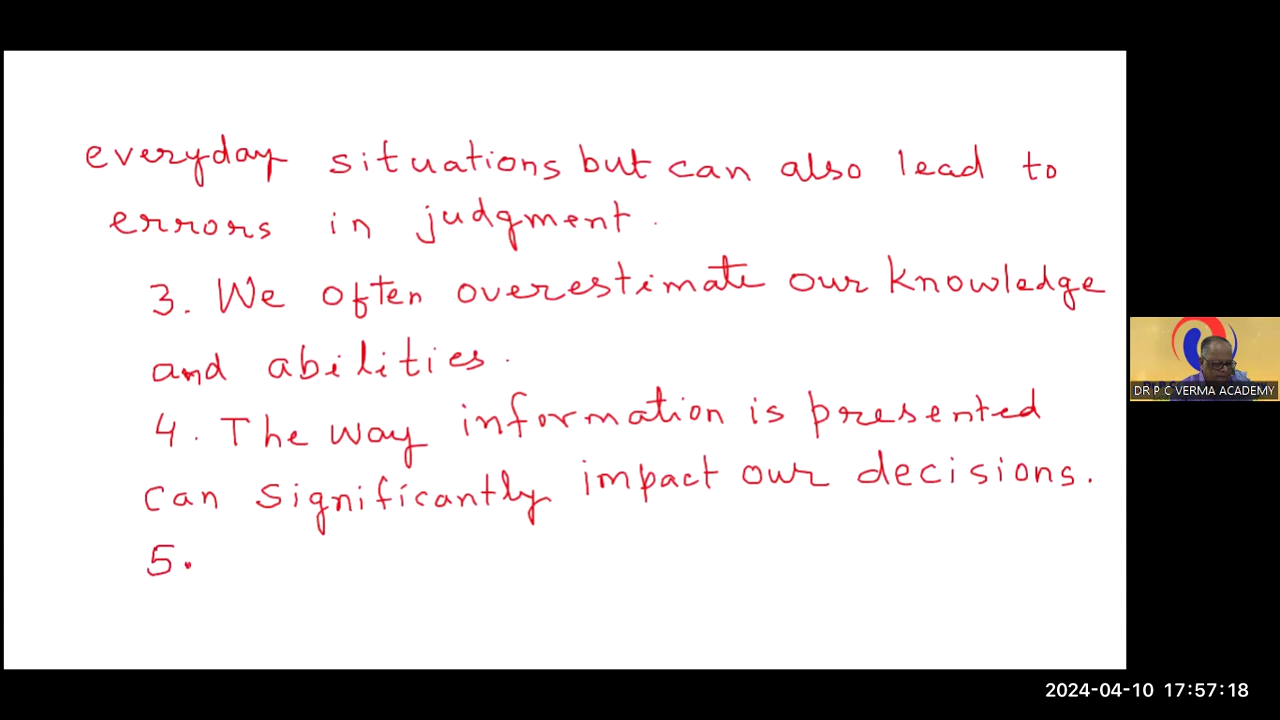 everyday situations but can also lead to
errors in judgment.
3. We often overestimate our knowledge
and abilities.
4. The way information is presented
can significantly impact our decisions.
5.
DR P C VERMA ACADEMY
2024-04-10 17:57:18